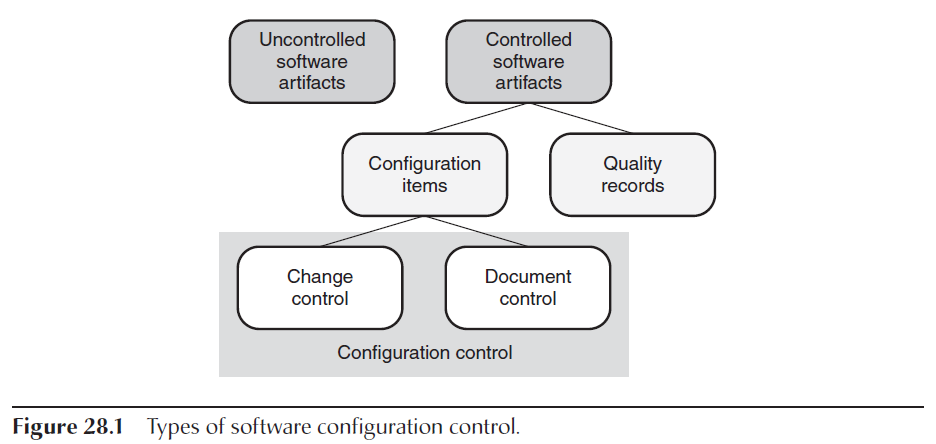 Uncontrolled
software
artifacts
Controlled
software
artifacts
Configuration
items
Quality
records
Change
control
Document
control
Configuration control
Figure 28.1 Types of software configuration control.